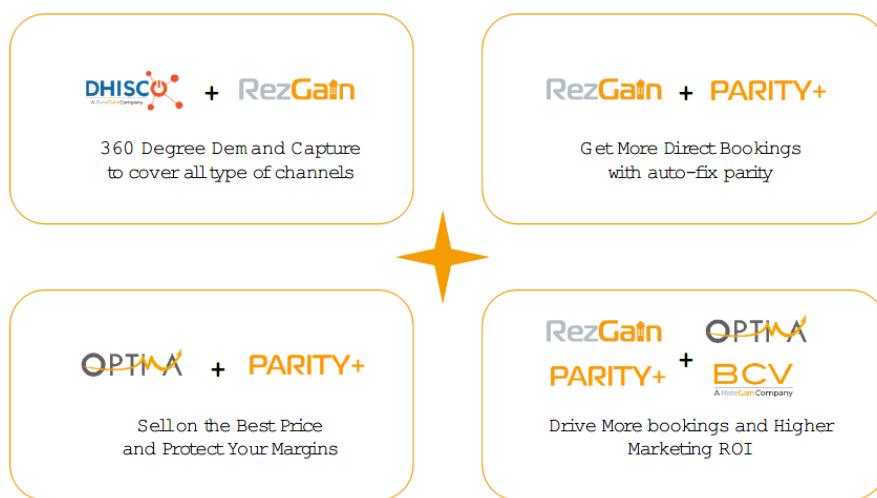 DHISCO + RezGain
A RateGain Company
360 Degree Demand Capture
to cover all type of channels
RezGain + PARITY+
Get More Direct Bookings
with auto-fix parity
OPTIMA + PARITY+
Sell on the Best Price
and Protect Your Margins
RezGain + OPTIMA
PARITY+ BCV
A RateGain Company
Drive More bookings and Higher
Marketing ROI